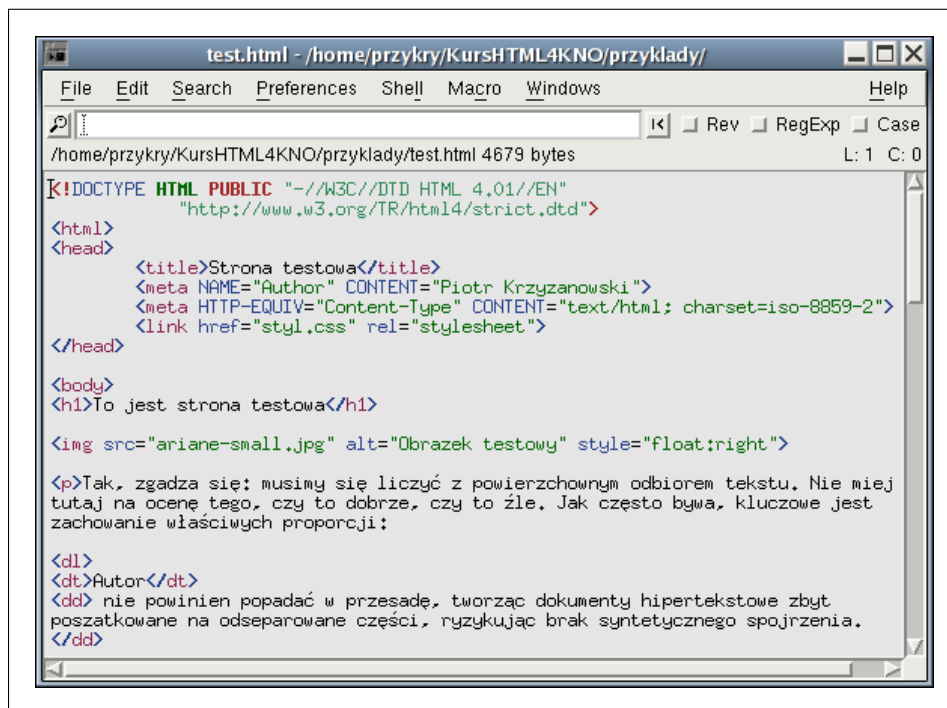 test.html - /home/przykry/KursHTML4KNO/przyklady/
File Edit Search Preferences Shell Macro Windows Help
Rev RegExp Case
/home/przykry/KursHTML4KNO/przyklady/test.html 4679 bytes L: 1 C: 0
<!DOCTYPE HTML PUBLIC "-//W3C//DTD HTML 4.01//EN"
"http://www.w3.org/TR/html4/strict.dtd">
<html>
<head>
<title>Strona testowa</title>
<meta NAME="Author" CONTENT="Piotr Krzyzanowski">
<meta HTTP-EQUIV="Content-Type" CONTENT="text/html; charset=iso-8859-2">
<link href="styl.css" rel="stylesheet">
</head>
<body>
<h1>To jest strona testowa</h1>
<img src="ariane-small.jpg" alt="Obrazek testowy" style="float:right">
<p>Tak, zgadza się: musimy się liczyć z powierzchownym odbiorem tekstu. Nie miej
tutaj na ocenę tego, czy to dobrze, czy to źle. Jak często bywa, kluczowe jest
zachowanie właściwych proporcji:
<dl>
<dt>Autor</dt>
<dd> nie powinien popadać w przesadę, tworząc dokumenty hipertekstowe zbyt
poszatkowane na odseparowane części, ryzykując brak syntetycznego spojrzenia.
</dd>